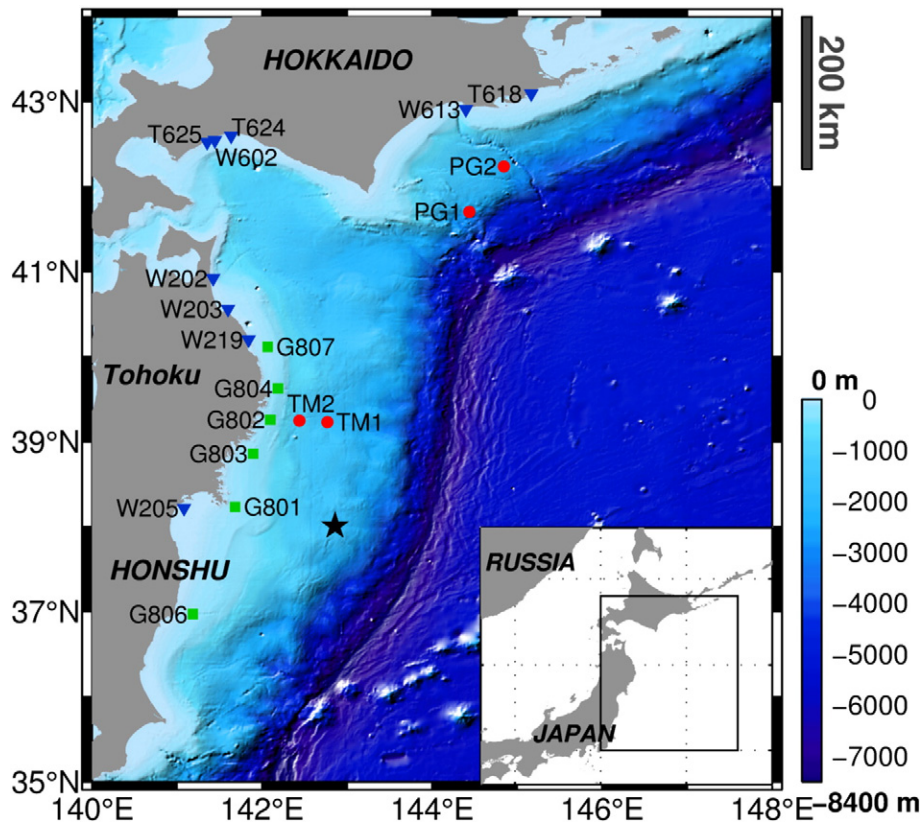 HOKKAIDO
200 km
43°N
T618
W613
T625
T624
W602
PG2
PG1
41°N
W202
W203
W219
G807
Tohoku
G804
TM2
G802
TM1
39°N
G803
W205
G801
HONSHU
37°N
G806
35°N
140°E
142°E
144°E
146°E
148°E
RUSSIA
JAPAN
0 m
0
−1000
−2000
−3000
−4000
−5000
−6000
−7000
−8400 m